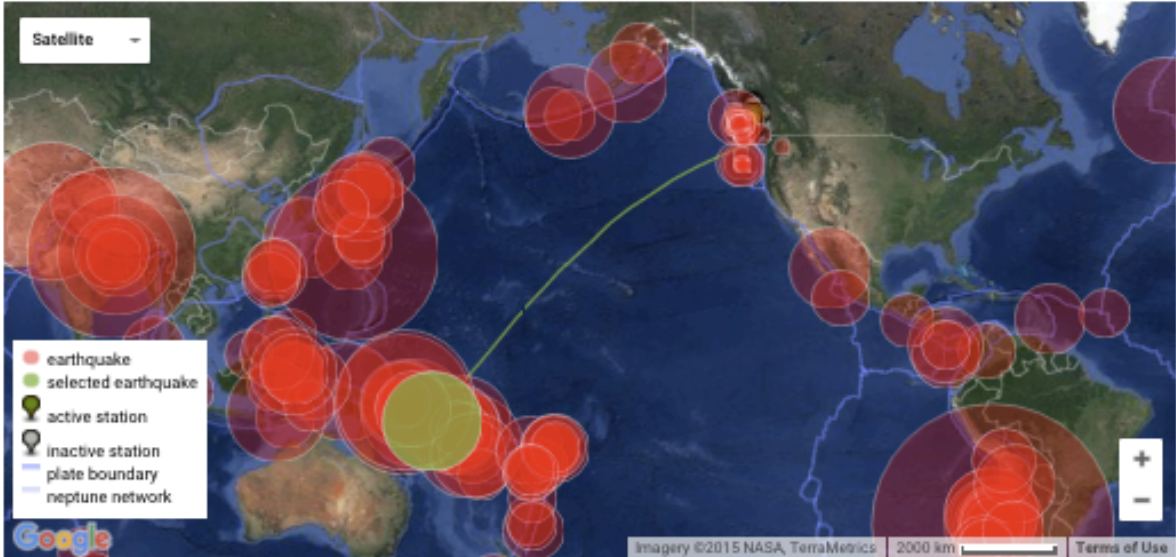 Satellite
earthquake
selected earthquake
active station
inactive station
plate boundary
neptune network
+
−
Google
Imagery ©2015 NASA, TerraMetrics 2000 km Terms of Use